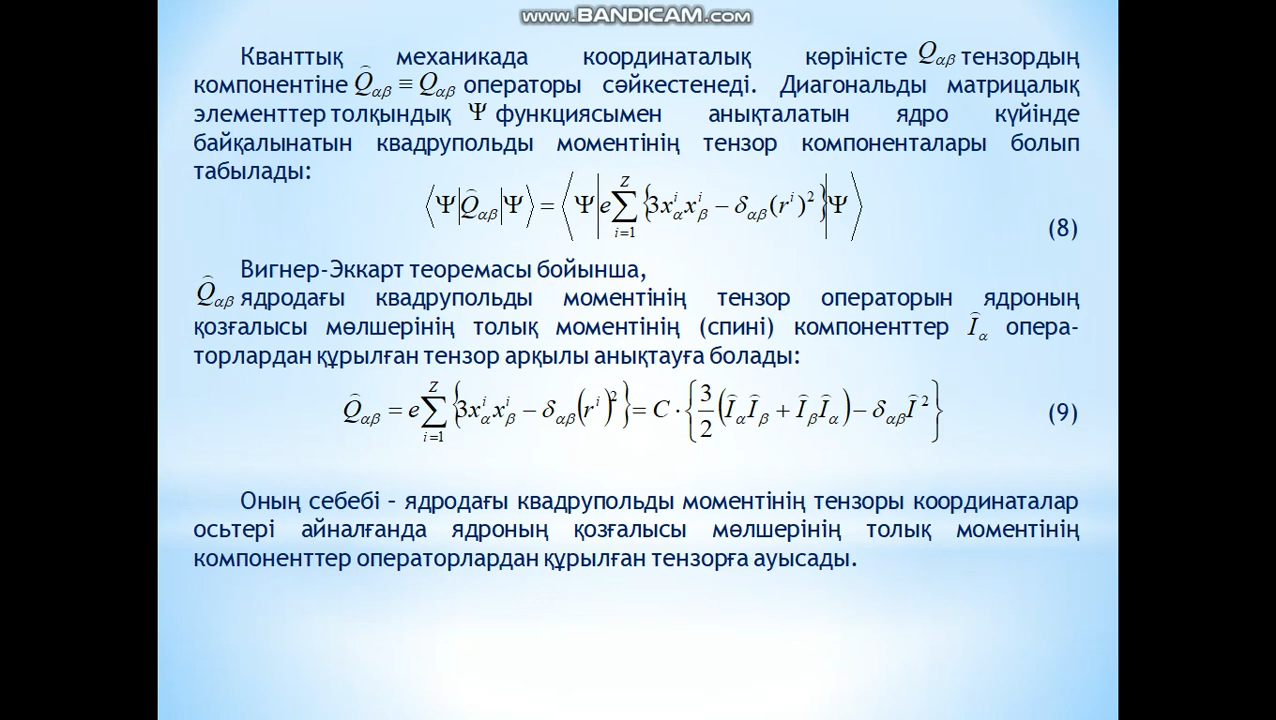 www.BANDICAM.com
Кванттық механикада координаталық көріністе Q_{αβ} тензордың
компонентіне Q̂_{αβ} ≡ Q_{αβ} операторы сәйкестенеді. Диагональды матрицалық
элементтер толқындық Ψ функциясымен анықталатын ядро күйінде
байқалынатын квадрупольды моментінің тензор компоненталары болып
табылады:
⟨Ψ|Q̂_{αβ}|Ψ⟩ = ⟨Ψ|e∑_{i=1}^{Z}{3x_α^i x_β^i − δ_{αβ}(r^i)^2}|Ψ⟩ (8)
Вигнер-Эккарт теоремасы бойынша,
Q̂_{αβ} ядродағы квадрупольды моментінің тензор операторын ядроның
қозғалысы мөлшерінің толық моментінің (спині) компоненттер Î_α опера-
торлардан құрылған тензор арқылы анықтауға болады:
Q̂_{αβ} = e∑_{i=1}^{Z}{3x_α^i x_β^i − δ_{αβ}(r^i)^2} = C · {3/2(Î_α Î_β + Î_β Î_α) − δ_{αβ}Î^2} (9)
Оның себебі – ядродағы квадрупольды моментінің тензоры координаталар
осьтері айналғанда ядроның қозғалысы мөлшерінің толық моментінің
компоненттер операторлардан құрылған тензорға ауысады.